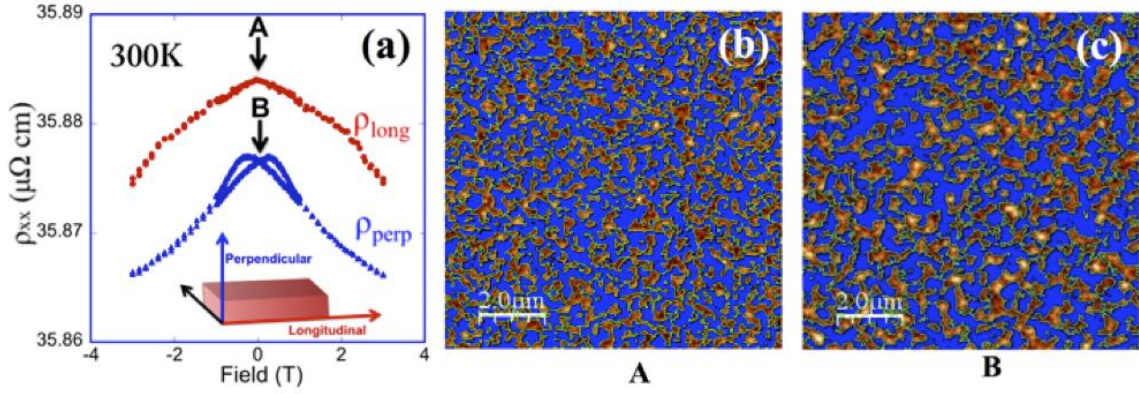 (a)
300K
A
B
ρlong
ρperp
Perpendicular
Longitudinal
35.89
35.88
35.87
35.86
ρxx (μΩ cm)
-4
-2
0
2
4
Field (T)
(b)
2.0μm
A
(c)
2.0μm
B